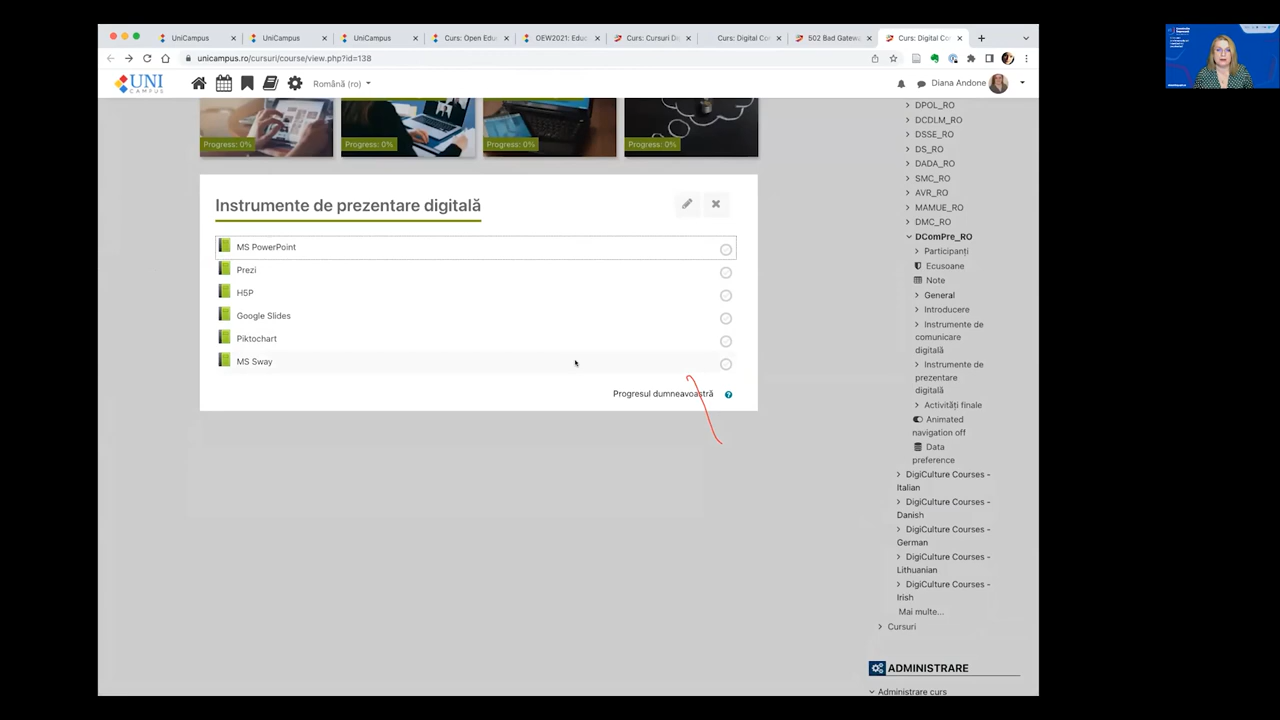 UniCampus
UniCampus
UniCampus
Curs: Open Edu
OEW2021: Educ
Curs: Cursuri Di
Curs: Digital Co
502 Bad Gatew
Curs: Digital Co
unicampus.ro/cursuri/course/view.php?id=138
UNI
CAMPUS
Română (ro)
Diana Andone
Progress: 0%
Progress: 0%
Progress: 0%
Progress: 0%
Instrumente de prezentare digitală
MS PowerPoint
Prezi
H5P
Google Slides
Piktochart
MS Sway
Progresul dumneavoastră
DPOL_RO
DCDLM_RO
DSSE_RO
DS_RO
DADA_RO
SMC_RO
AVR_RO
MAMUE_RO
DMC_RO
DComPre_RO
Participanți
Ecusoane
Note
General
Introducere
Instrumente de
comunicare
digitală
Instrumente de
prezentare
digitală
Activități finale
Animated
navigation off
Data
preference
DigiCulture Courses -
Italian
DigiCulture Courses -
Danish
DigiCulture Courses -
German
DigiCulture Courses -
Lithuanian
DigiCulture Courses -
Irish
Mai multe...
Cursuri
ADMINISTRARE
Administrare curs